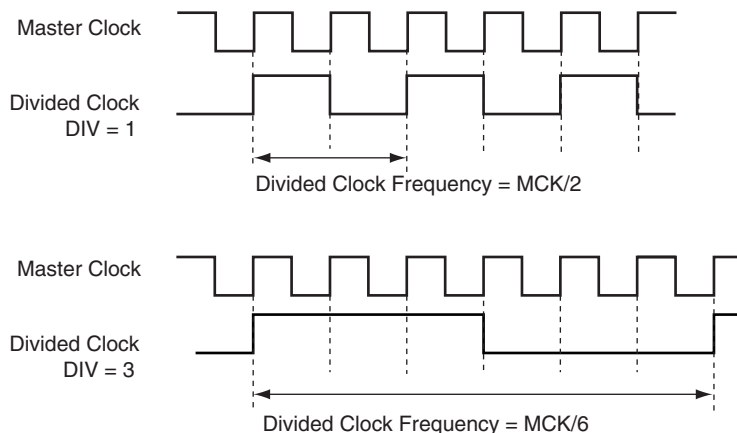 Master Clock
Divided Clock
DIV = 1
Divided Clock Frequency = MCK/2
Master Clock
Divided Clock
DIV = 3
Divided Clock Frequency = MCK/6